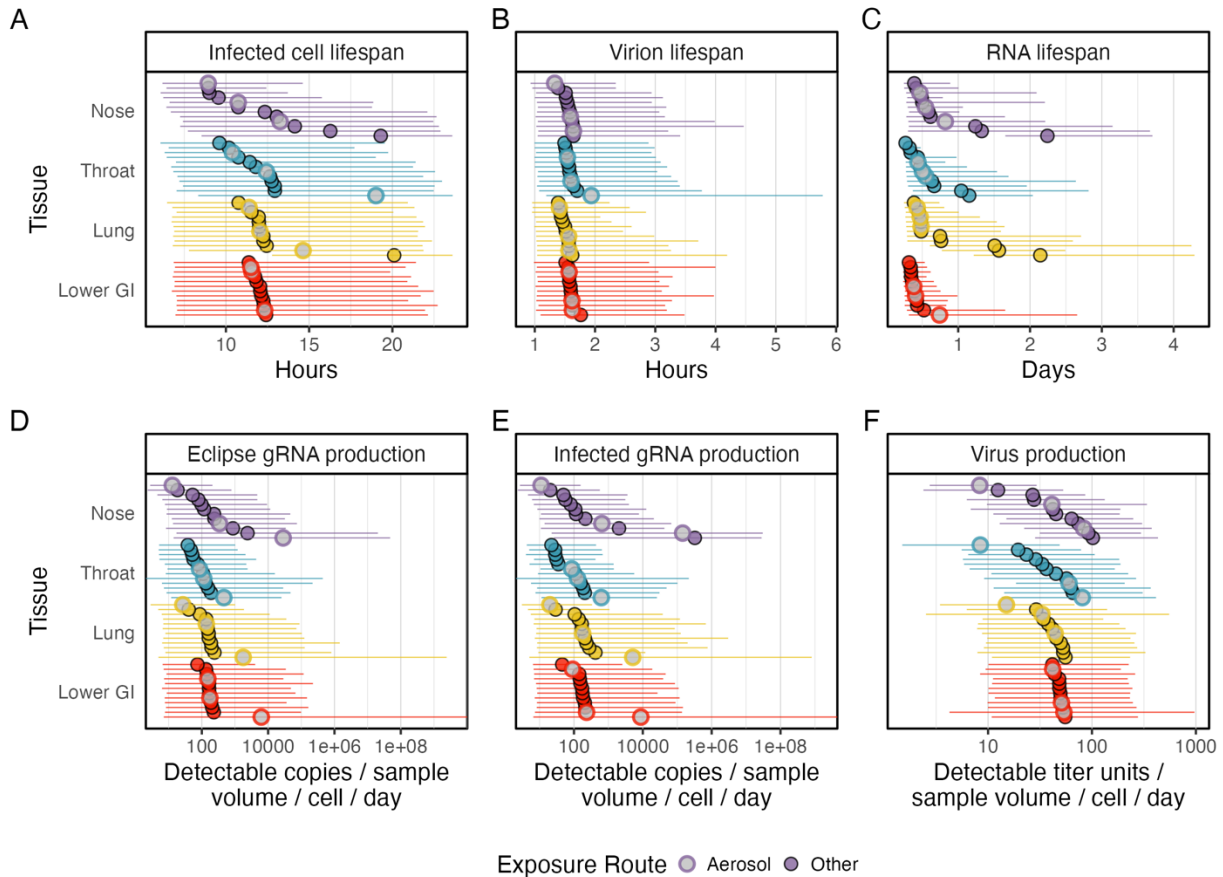 A
B
C
Infected cell lifespan
Virion lifespan
RNA lifespan
Tissue
Nose
Throat
Lung
Lower GI
10 15 20
1 2 3 4 5 6
1 2 3 4
Hours
Hours
Days
D
E
F
Eclipse gRNA production
Infected gRNA production
Virus production
Tissue
Nose
Throat
Lung
Lower GI
100 10000 1e+06 1e+08
100 10000 1e+06 1e+08
10 100 1000
Detectable copies / sample
volume / cell / day
Detectable copies / sample
volume / cell / day
Detectable titer units /
sample volume / cell / day
Exposure Route Aerosol Other